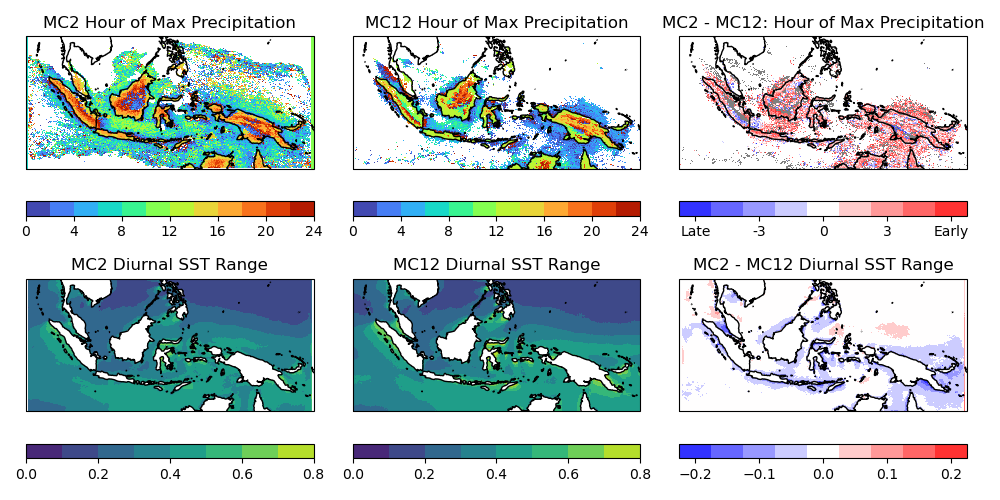 MC2 Hour of Max Precipitation
MC12 Hour of Max Precipitation
MC2 - MC12: Hour of Max Precipitation
0 4 8 12 16 20 24
0 4 8 12 16 20 24
Late -3 0 3 Early
MC2 Diurnal SST Range
MC12 Diurnal SST Range
MC2 - MC12 Diurnal SST Range
0.0 0.2 0.4 0.6 0.8
0.0 0.2 0.4 0.6 0.8
−0.2 −0.1 0.0 0.1 0.2